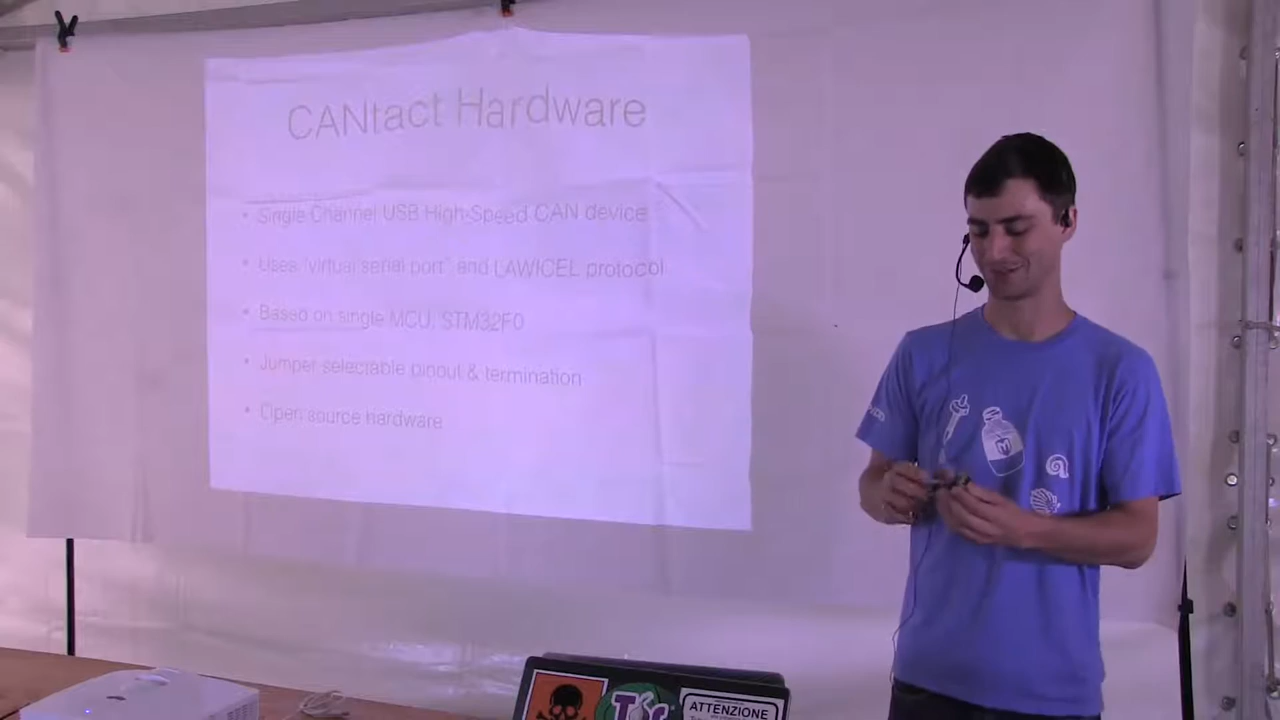 CANtact Hardware
• Single Channel USB High-Speed CAN device
• Uses "virtual serial port" and LAWICEL protocol
• Based on single MCU, STM32F0
• Jumper selectable pinout & termination
• Open source hardware
M
ATTENZIONE